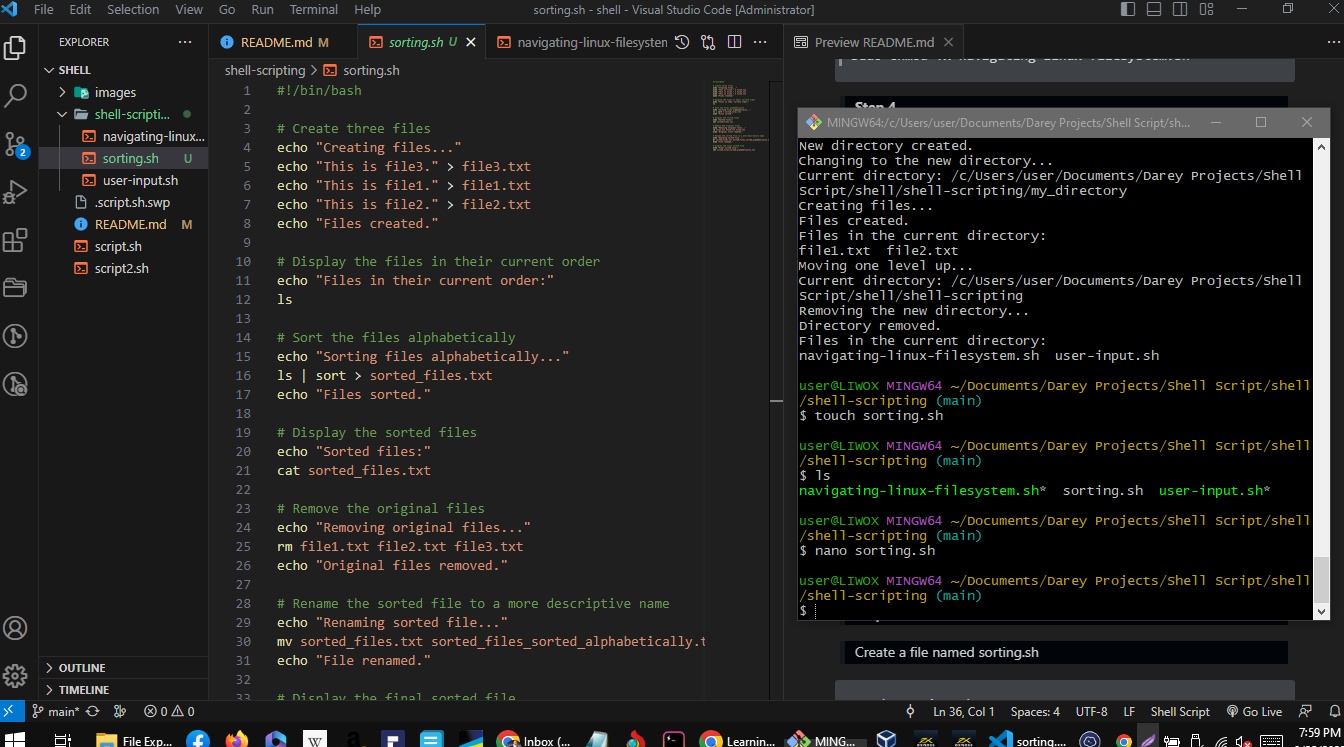 File Edit Selection View Go Run Terminal Help
sorting.sh - shell - Visual Studio Code [Administrator]
EXPLORER
SHELL
images
shell-scripti...
navigating-linux...
sorting.sh U
user-input.sh
.script.sh.swp
README.md M
script.sh
script2.sh
OUTLINE
TIMELINE
2
README.md M
sorting.sh U
navigating-linux-filesystem
shell-scripting > sorting.sh
1 #!/bin/bash
2
3 # Create three files
4 echo "Creating files..."
5 echo "This is file3." > file3.txt
6 echo "This is file1." > file1.txt
7 echo "This is file2." > file2.txt
8 echo "Files created."
9
10 # Display the files in their current order
11 echo "Files in their current order:"
12 ls
13
14 # Sort the files alphabetically
15 echo "Sorting files alphabetically..."
16 ls | sort > sorted_files.txt
17 echo "Files sorted."
18
19 # Display the sorted files
20 echo "Sorted files:"
21 cat sorted_files.txt
22
23 # Remove the original files
24 echo "Removing original files..."
25 rm file1.txt file2.txt file3.txt
26 echo "Original files removed."
27
28 # Rename the sorted file to a more descriptive name
29 echo "Renaming sorted file..."
30 mv sorted_files.txt sorted_files_sorted_alphabetically.t
31 echo "File renamed."
32
33 # Display the final sorted file
Preview README.md
Step 4
MINGW64:/c/Users/user/Documents/Darey Projects/Shell Script/sh...
New directory created.
Changing to the new directory...
Current directory: /c/Users/user/Documents/Darey Projects/Shell
Script/shell/shell-scripting/my_directory
Creating files...
Files created.
Files in the current directory:
file1.txt file2.txt
Moving one level up...
Current directory: /c/Users/user/Documents/Darey Projects/Shell
Script/shell/shell-scripting
Removing the new directory...
Directory removed.
Files in the current directory:
navigating-linux-filesystem.sh user-input.sh
user@LIWOX MINGW64 ~/Documents/Darey Projects/Shell Script/shell
/shell-scripting (main)
$ touch sorting.sh
user@LIWOX MINGW64 ~/Documents/Darey Projects/Shell Script/shell
/shell-scripting (main)
$ ls
navigating-linux-filesystem.sh* sorting.sh user-input.sh*
user@LIWOX MINGW64 ~/Documents/Darey Projects/Shell Script/shell
/shell-scripting (main)
$ nano sorting.sh
user@LIWOX MINGW64 ~/Documents/Darey Projects/Shell Script/shell
/shell-scripting (main)
$
Create a file named sorting.sh
main* 0 0
Ln 36, Col 1 Spaces: 4 UTF-8 LF Shell Script Go Live
File Exp... Inbox (... Learnin... MING... sorting....
7:59 PM